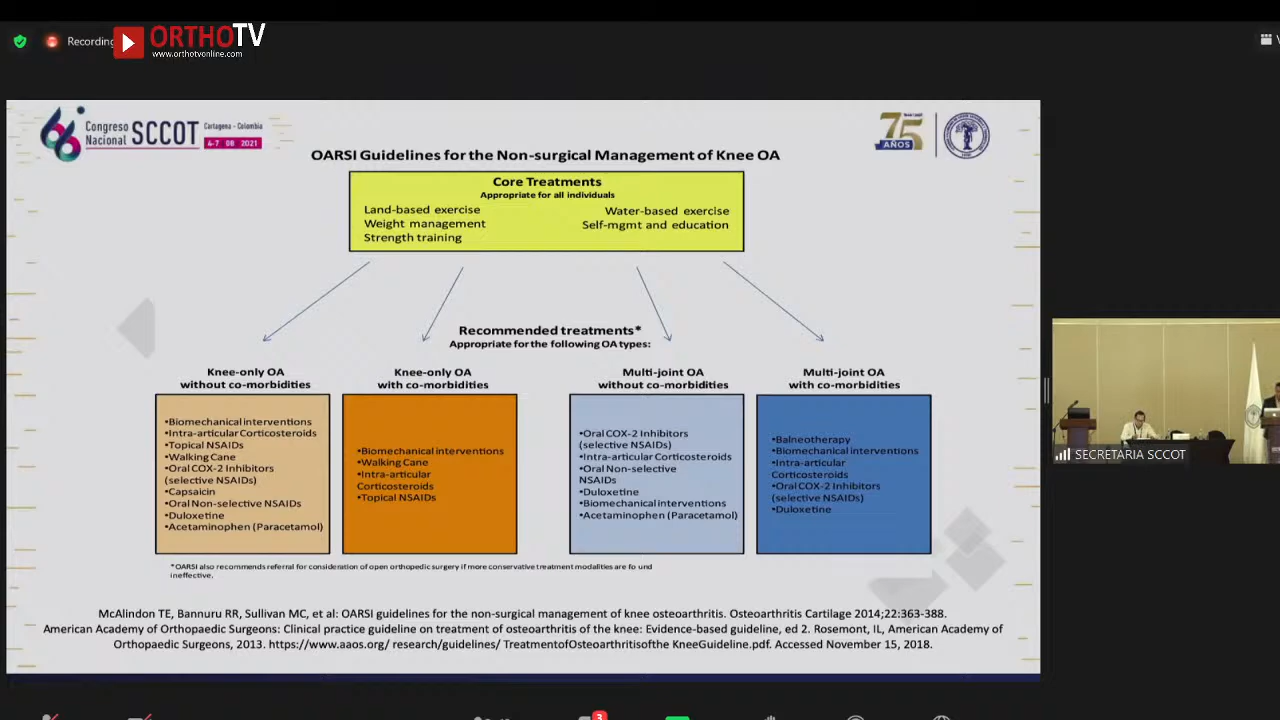 Recording
ORTHOTV
www.orthotvonline.com
Congreso
Nacional SCCOT
Cartagena - Colombia
4-7 08 2021
75
AÑOS
OARSI Guidelines for the Non-surgical Management of Knee OA
Core Treatments
Appropriate for all individuals
Land-based exercise
Weight management
Strength training
Water-based exercise
Self-mgmt and education
Recommended treatments*
Appropriate for the following OA types:
Knee-only OA
without co-morbidities
•Biomechanical interventions
•Intra-articular Corticosteroids
•Topical NSAIDs
•Walking Cane
•Oral COX-2 Inhibitors
(selective NSAIDs)
•Capsaicin
•Oral Non-selective NSAIDs
•Duloxetine
•Acetaminophen (Paracetamol)
Knee-only OA
with co-morbidities
•Biomechanical interventions
•Walking Cane
•Intra-articular
Corticosteroids
•Topical NSAIDs
Multi-joint OA
without co-morbidities
•Oral COX-2 Inhibitors
(selective NSAIDs)
•Intra-articular Corticosteroids
•Oral Non-selective
NSAIDs
•Duloxetine
•Biomechanical interventions
•Acetaminophen (Paracetamol)
Multi-joint OA
with co-morbidities
•Balneotherapy
•Biomechanical interventions
•Intra-articular
Corticosteroids
•Oral COX-2 Inhibitors
(selective NSAIDs)
•Duloxetine
*OARSI also recommends referral for consideration of open orthopedic surgery if more conservative treatment modalities are fo und
ineffective.
McAlindon TE, Bannuru RR, Sullivan MC, et al: OARSI guidelines for the non-surgical management of knee osteoarthritis. Osteoarthritis Cartilage 2014;22:363-388.
American Academy of Orthopaedic Surgeons: Clinical practice guideline on treatment of osteoarthritis of the knee: Evidence-based guideline, ed 2. Rosemont, IL, American Academy of
Orthopaedic Surgeons, 2013. https://www.aaos.org/ research/guidelines/ TreatmentofOsteoarthritisofthe KneeGuideline.pdf. Accessed November 15, 2018.
SECRETARIA SCCOT
3